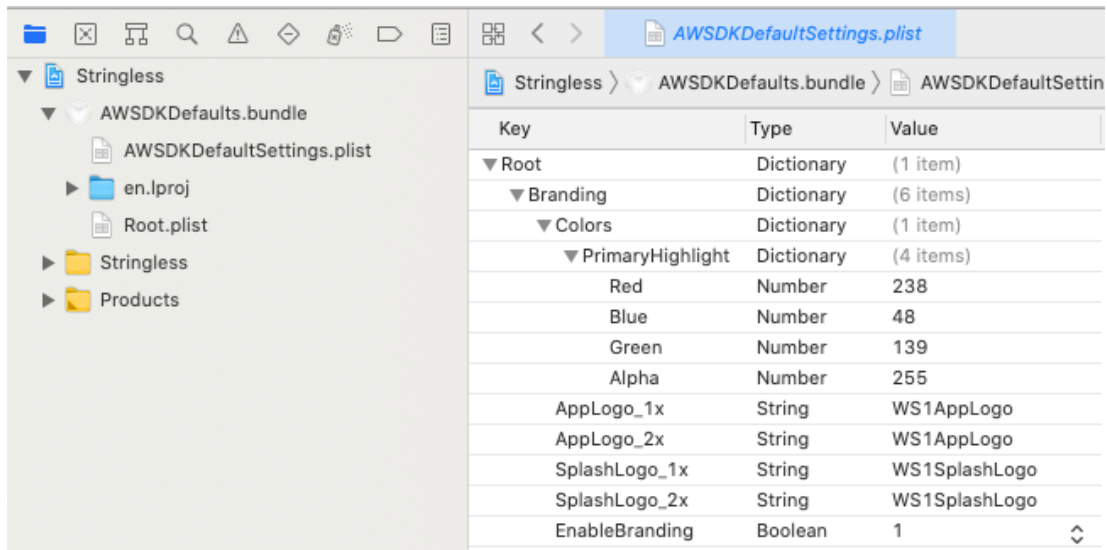 AWSDKDefaultSettings.plist
Stringless
AWSDKDefaults.bundle
AWSDKDefaultSettings.plist
en.lproj
Root.plist
Stringless
Products
Stringless 〉 AWSDKDefaults.bundle 〉 AWSDKDefaultSettin
Key Type Value
Root Dictionary (1 item)
Branding Dictionary (6 items)
Colors Dictionary (1 item)
PrimaryHighlight Dictionary (4 items)
Red Number 238
Blue Number 48
Green Number 139
Alpha Number 255
AppLogo_1x String WS1AppLogo
AppLogo_2x String WS1AppLogo
SplashLogo_1x String WS1SplashLogo
SplashLogo_2x String WS1SplashLogo
EnableBranding Boolean 1